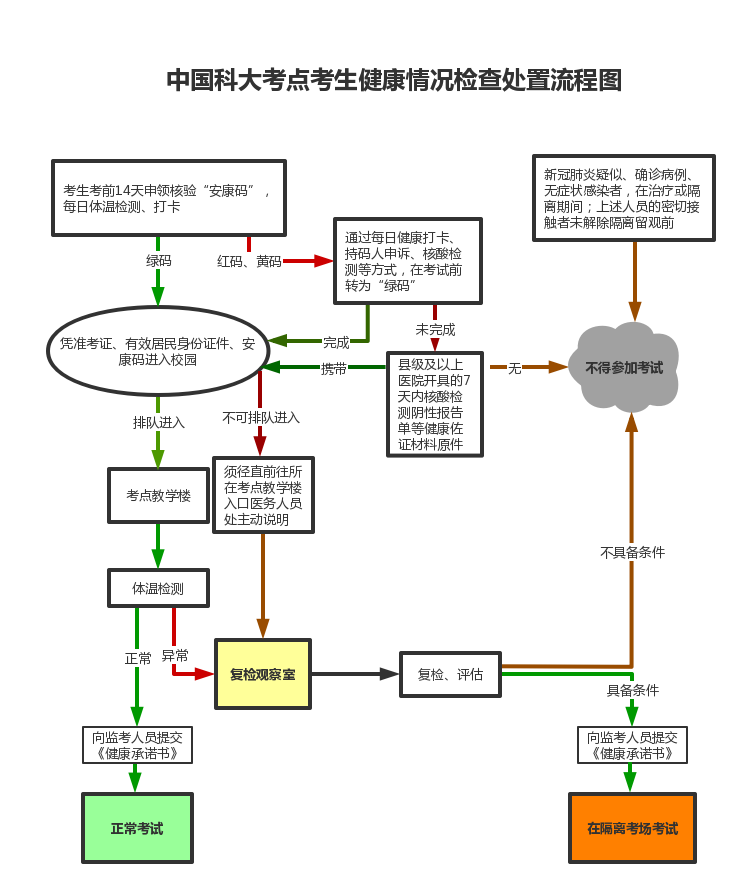 中国科大考点考生健康情况检查处置流程图
考生考前14天申领核验“安康码”，
每日体温检测、打卡
新冠肺炎疑似、确诊病例、
无症状感染者，在治疗或隔
离期间；上述人员的密切接
触者未解除隔离留观前
绿码
红码、黄码
通过每日健康打卡、
持码人申诉、核酸检
测等方式，在考试前
转为“绿码”
凭准考证、有效居民身份证件、安
康码进入校园
完成
未完成
携带
县级及以上
医院开具的7
天内核酸检
测阴性报告
单等健康佐
证材料原件
无
不得参加考试
排队进入
不可排队进入
考点教学楼
须径直前往所
在考点教学楼
入口医务人员
处主动说明
体温检测
不具备条件
正常
异常
复检观察室
复检、评估
具备条件
向监考人员提交
《健康承诺书》
向监考人员提交
《健康承诺书》
正常考试
在隔离考场考试